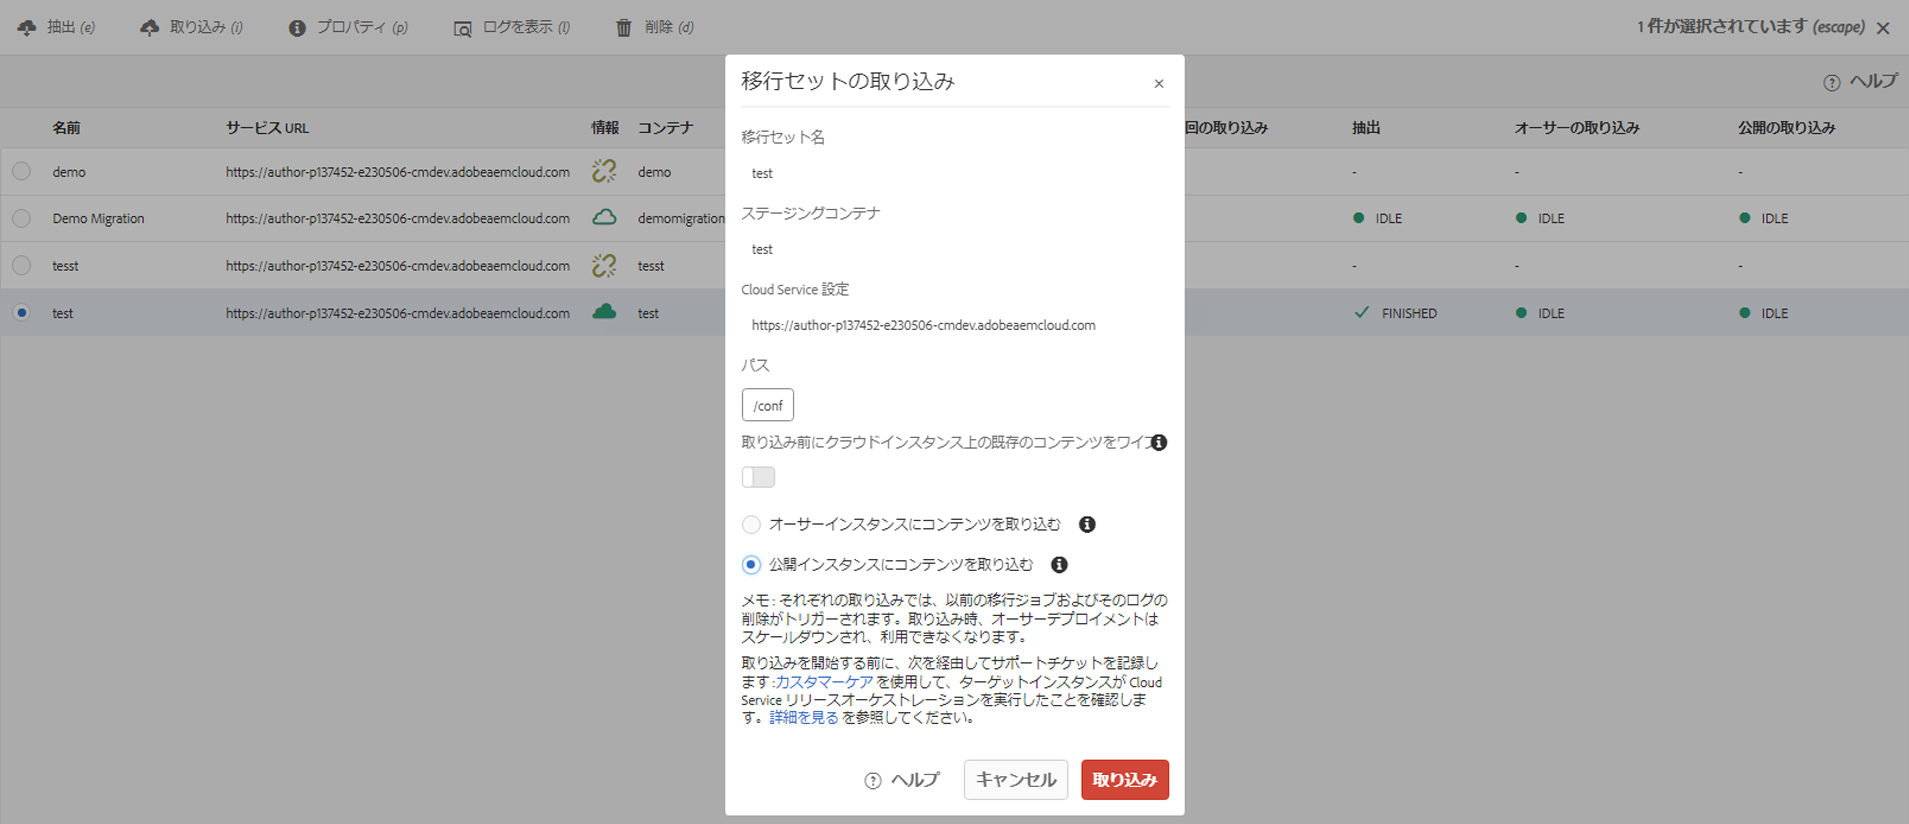 抽出 (e) 取り込み (i) プロパティ (p) ログを表示 (l) 削除 (d) 1 件が選択されています (escape)
ヘルプ
名前 サービス URL 情報 コンテナ 回の取り込み 抽出 オーサーの取り込み 公開の取り込み
demo https://author-p137452-e230506-cmdev.adobeaemcloud.com demo - - -
Demo Migration https://author-p137452-e230506-cmdev.adobeaemcloud.com demomigration IDLE IDLE IDLE
tesst https://author-p137452-e230506-cmdev.adobeaemcloud.com tesst - - -
test https://author-p137452-e230506-cmdev.adobeaemcloud.com test FINISHED IDLE IDLE
移行セットの取り込み
移行セット名
test
ステージングコンテナ
test
Cloud Service 設定
https://author-p137452-e230506-cmdev.adobeaemcloud.com
パス
/conf
取り込み前にクラウドインスタンス上の既存のコンテンツをワイプ
オーサーインスタンスにコンテンツを取り込む
公開インスタンスにコンテンツを取り込む
メモ : それぞれの取り込みでは、以前の移行ジョブおよびそのログの
削除がトリガーされます。取り込み時、オーサーデプロイメントは
スケールダウンされ、利用できなくなります。
取り込みを開始する前に、次を経由してサポートチケットを記録し
ます :カスタマーケア を使用して、ターゲットインスタンスが Cloud
Service リリースオーケストレーションを実行したことを確認しま
す。詳細を見る を参照してください。
ヘルプ キャンセル 取り込み